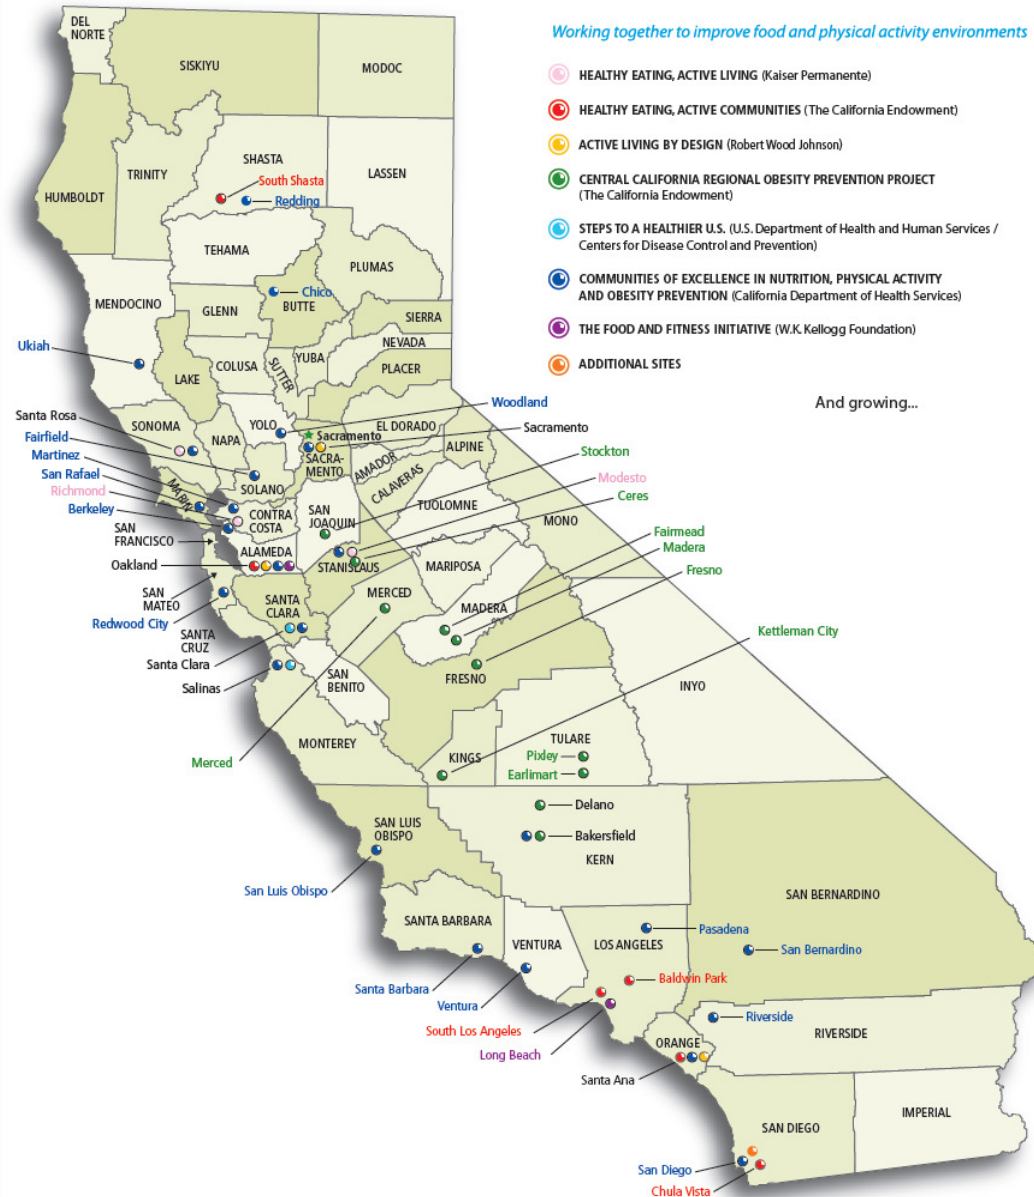 Working together to improve food and physical activity environments
HEALTHY EATING, ACTIVE LIVING (Kaiser Permanente)
HEALTHY EATING, ACTIVE COMMUNITIES (The California Endowment)
ACTIVE LIVING BY DESIGN (Robert Wood Johnson)
CENTRAL CALIFORNIA REGIONAL OBESITY PREVENTION PROJECT
(The California Endowment)
STEPS TO A HEALTHIER U.S. (U.S. Department of Health and Human Services /
Centers for Disease Control and Prevention)
COMMUNITIES OF EXCELLENCE IN NUTRITION, PHYSICAL ACTIVITY
AND OBESITY PREVENTION (California Department of Health Services)
THE FOOD AND FITNESS INITIATIVE (W.K. Kellogg Foundation)
ADDITIONAL SITES
And growing...
DEL
NORTE
SISKIYU
MODOC
HUMBOLDT
TRINITY
SHASTA
South Shasta
Redding
LASSEN
TEHAMA
PLUMAS
MENDOCINO
GLENN
Chico
BUTTE
SIERRA
NEVADA
PLACER
Ukiah
LAKE
COLUSA
SUTTER
YUBA
Santa Rosa
SONOMA
NAPA
YOLO
Woodland
Sacramento
Sacramento
SACRA-
MENTO
EL DORADO
ALPINE
AMADOR
CALAVERAS
Fairfield
SOLANO
Martinez
San Rafael
MARIN
Richmond
Berkeley
CONTRA
COSTA
SAN
JOAQUIN
Stockton
Modesto
Ceres
TUOLOMNE
MONO
SAN
FRANCISCO
Oakland
ALAMEDA
STANISLAUS
MARIPOSA
Fairmead
Madera
Fresno
SAN
MATEO
Redwood City
SANTA
CLARA
MERCED
MADERA
SANTA
CRUZ
Santa Clara
Salinas
SAN
BENITO
FRESNO
Kettleman City
INYO
MONTEREY
Merced
KINGS
TULARE
Pixley
Earlimart
Delano
Bakersfield
KERN
SAN LUIS
OBISPO
San Luis Obispo
SAN BERNARDINO
SANTA BARBARA
VENTURA
LOS ANGELES
Pasadena
San Bernardino
Santa Barbara
Ventura
Baldwin Park
South Los Angeles
Long Beach
Riverside
RIVERSIDE
ORANGE
Santa Ana
SAN DIEGO
IMPERIAL
San Diego
Chula Vista